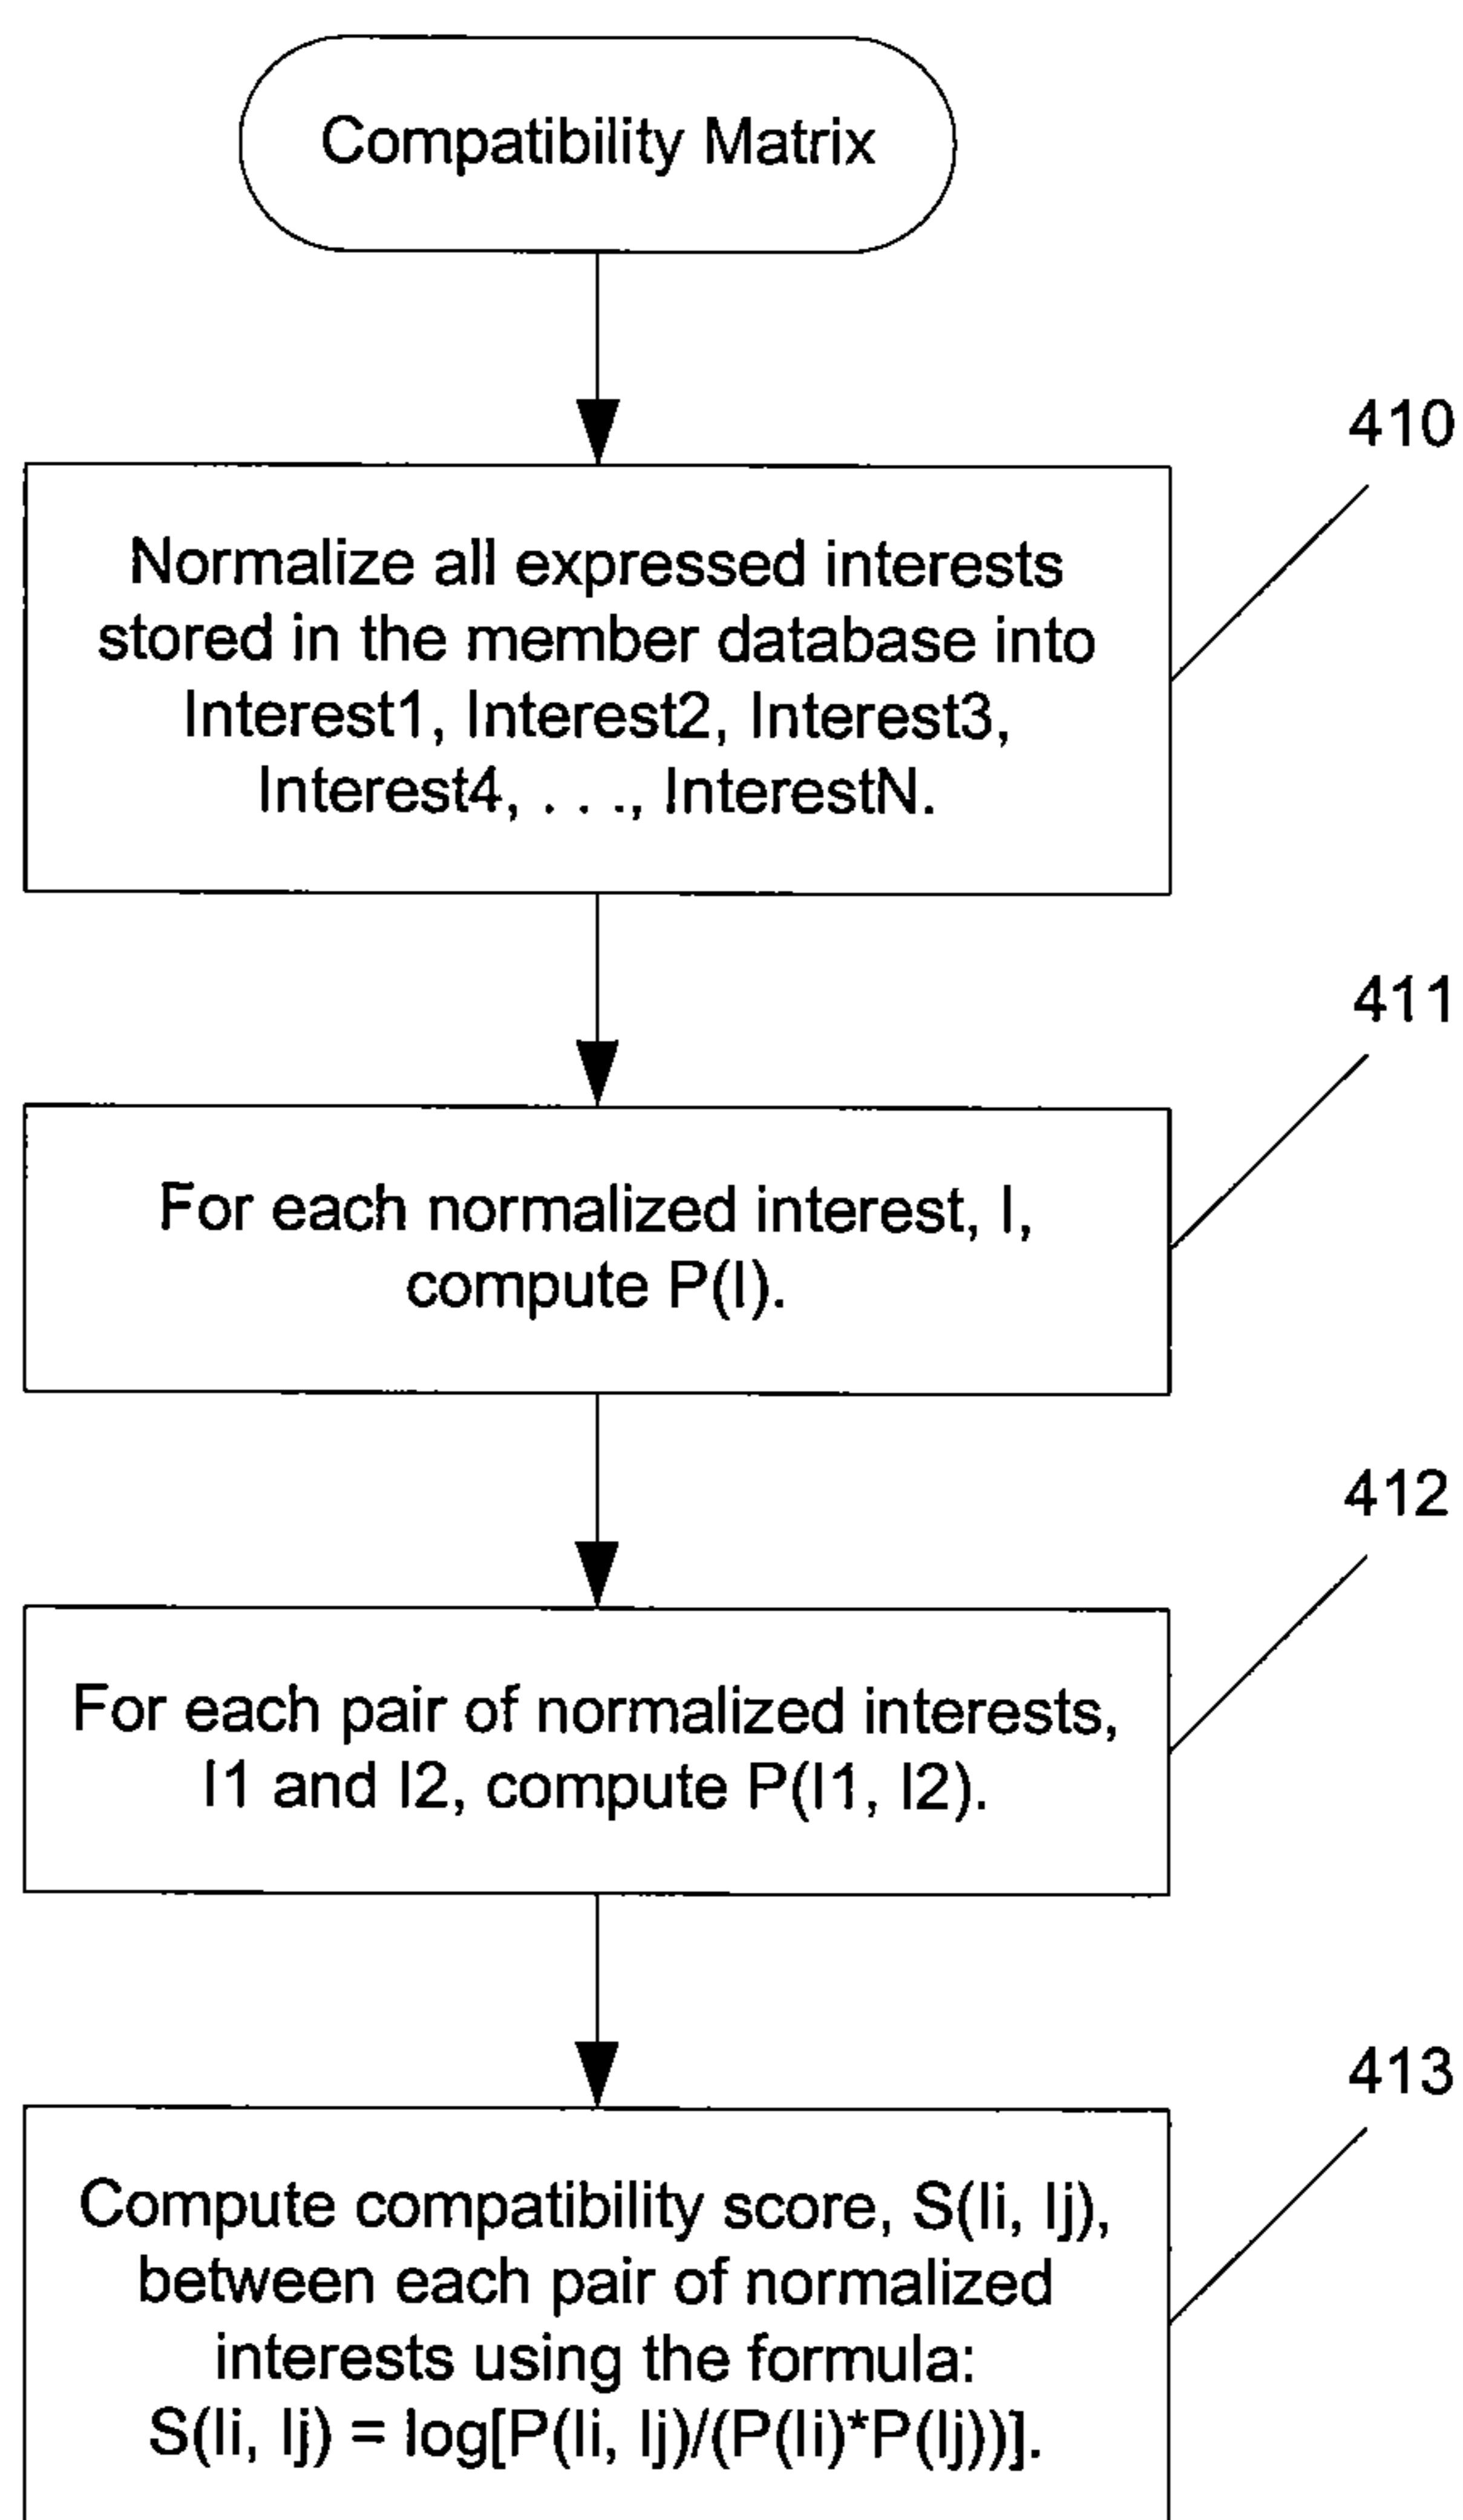 Compatibility Matrix
410
Normalize all expressed interests
stored in the member database into
Interest1, Interest2, Interest3,
Interest4, . . ., InterestN.
411
For each normalized interest, I,
compute P(I).
412
For each pair of normalized interests,
I1 and I2, compute P(I1, I2).
413
Compute compatibility score, S(Ii, Ij),
between each pair of normalized
interests using the formula:
S(Ii, Ij) = log[P(Ii, Ij)/(P(Ii)*P(Ij))].